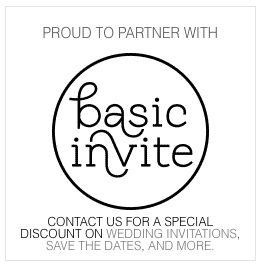 PROUD TO PARTNER WITH
basic
invite
CONTACT US FOR A SPECIAL
DISCOUNT ON WEDDING INVITATIONS,
SAVE THE DATES, AND MORE.